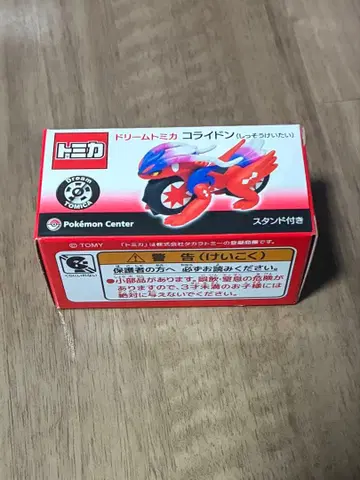 トミカ
ドリームトミカ コライドン(しっそうけいたい)
Dream
TOMICA
Pokémon Center
スタンド付き
© TOMY 「トミカ」は株式会社タカラトミーの登録商標です。
警告(けいこく)
保護者の方へ 必ずお読みください。
●小部品があります。誤飲・窒息の危険が
ありますので、3才未満のお子様には
絶対に与えないでください。